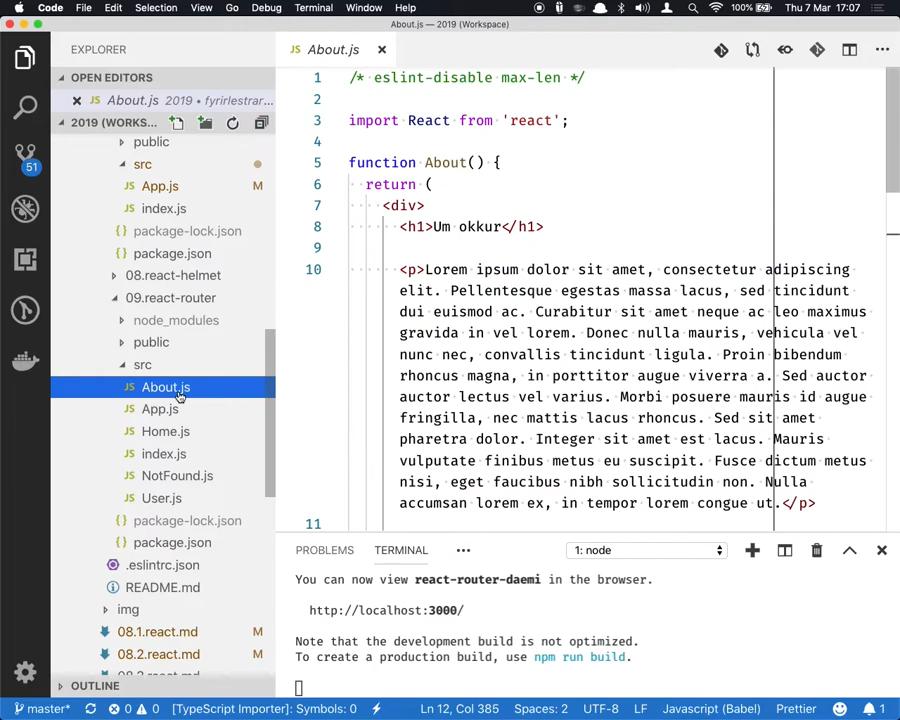 Code File Edit Selection View Go Debug Terminal Window Help 100% Thu 7 Mar 17:07
About.js — 2019 (Workspace)
EXPLORER
OPEN EDITORS
JS About.js 2019 • fyrirlestrar...
2019 (WORKS...
public
src
JS App.js M
JS index.js
{} package-lock.json
{} package.json
08.react-helmet
09.react-router
node_modules
public
src
JS About.js
JS App.js
JS Home.js
JS index.js
JS NotFound.js
JS User.js
{} package-lock.json
{} package.json
.eslintrc.json
README.md
img
08.1.react.md M
08.2.react.md M
OUTLINE
51
JS About.js
1 /* eslint-disable max-len */
2
3 import React from 'react';
4
5 function About() {
6 return (
7 <div>
8 <h1>Um okkur</h1>
9
10 <p>Lorem ipsum dolor sit amet, consectetur adipiscing
elit. Pellentesque egestas massa lacus, sed tincidunt
dui euismod ac. Curabitur sit amet neque ac leo maximus
gravida in vel lorem. Donec nulla mauris, vehicula vel
nunc nec, convallis tincidunt ligula. Proin bibendum
rhoncus magna, in porttitor augue viverra a. Sed auctor
auctor lectus vel varius. Morbi posuere mauris id augue
fringilla, nec mattis lacus rhoncus. Sed sit amet
pharetra dolor. Integer sit amet est lacus. Mauris
vulputate finibus metus eu suscipit. Fusce dictum metus
nisi, eget faucibus nibh sollicitudin non. Nulla
accumsan lorem ex, in tempor lorem congue ut.</p>
11
PROBLEMS TERMINAL ••• 1: node
You can now view react-router-daemi in the browser.
http://localhost:3000/
Note that the development build is not optimized.
To create a production build, use npm run build.
master* 0 0 [TypeScript Importer]: Symbols: 0 Ln 12, Col 385 Spaces: 2 UTF-8 LF Javascript (Babel) Prettier 1